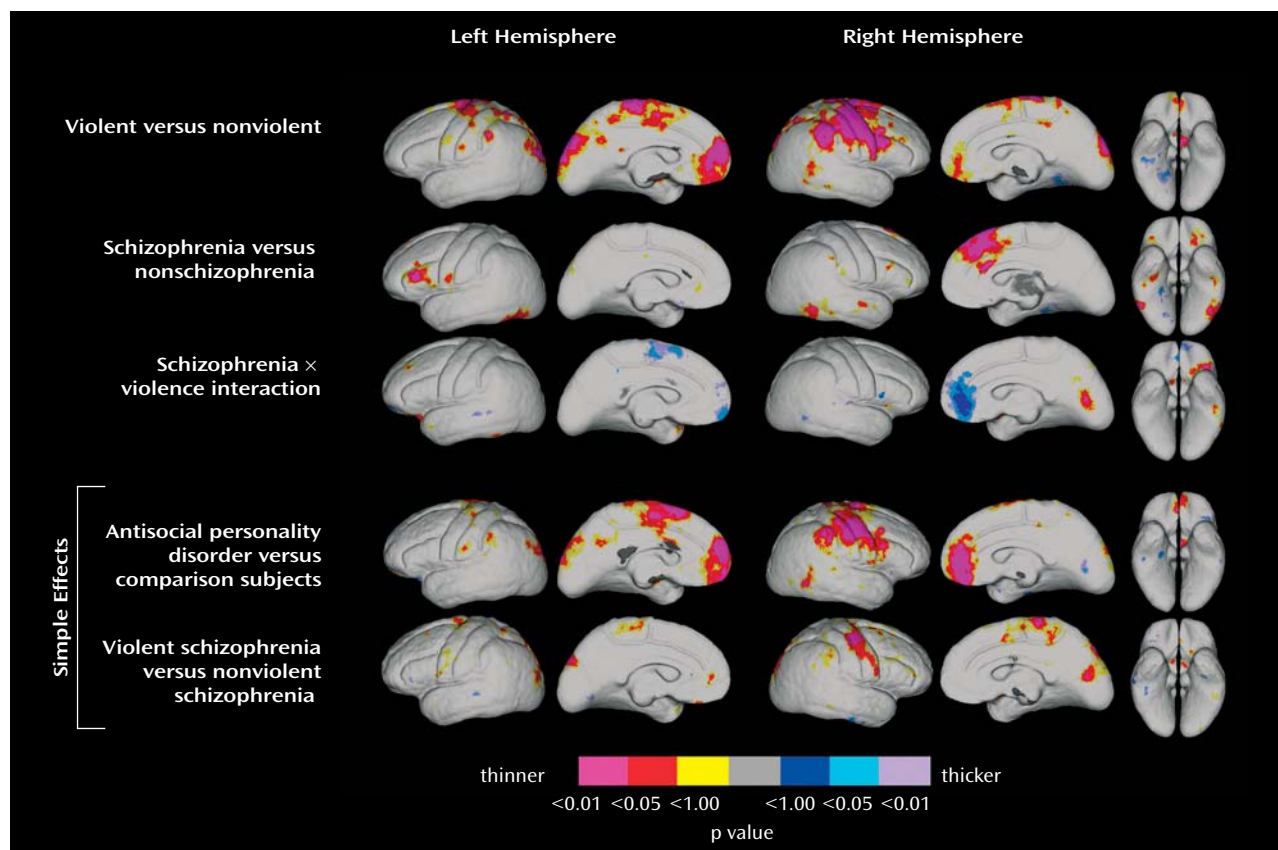 Left Hemisphere
Right Hemisphere
Violent versus nonviolent
Schizophrenia versus
nonschizophrenia
Schizophrenia ×
violence interaction
Simple Effects
Antisocial personality
disorder versus
comparison subjects
Violent schizophrenia
versus nonviolent
schizophrenia
thinner
thicker
<0.01 <0.05 <1.00 <1.00 <0.05 <0.01
p value